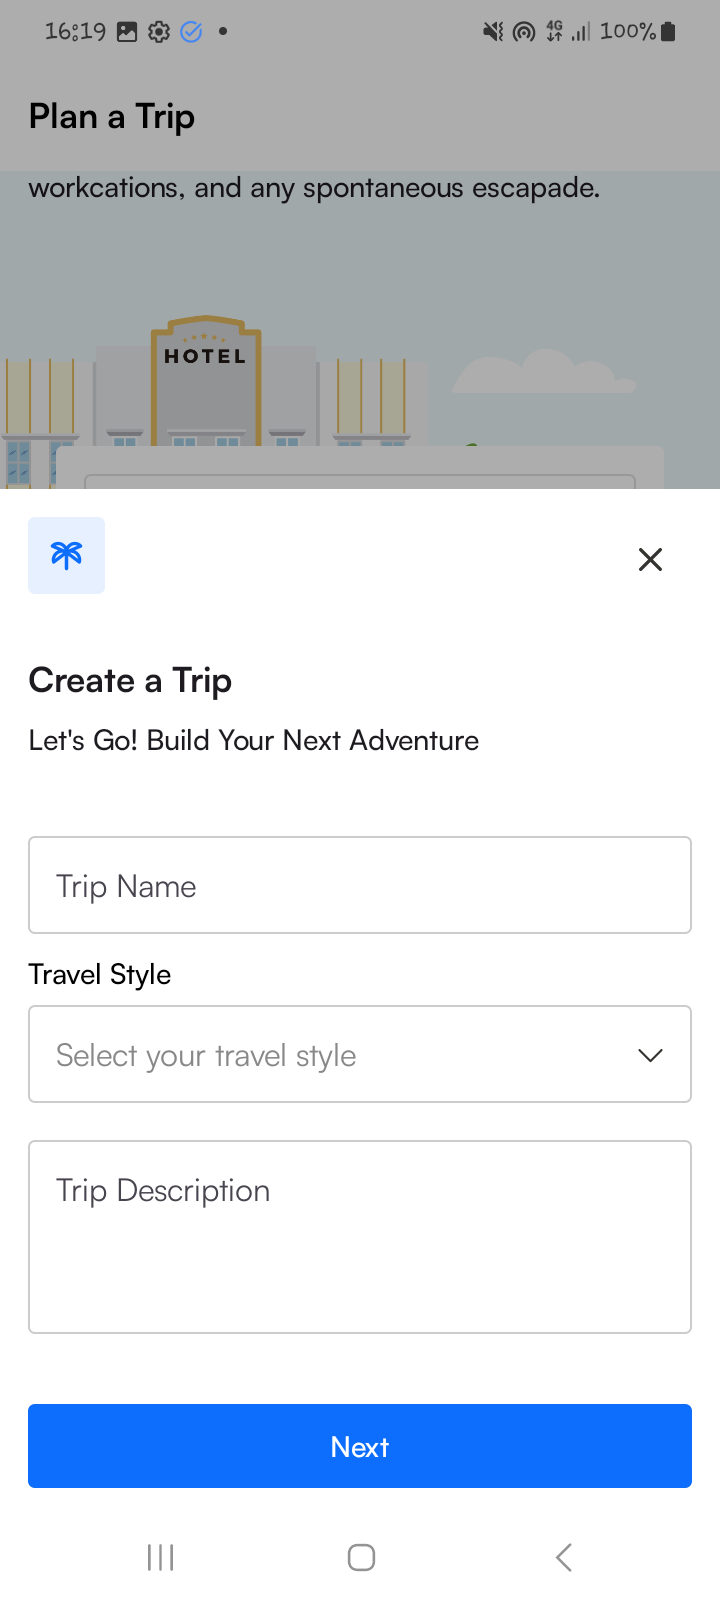 16:19
4G
100%
Plan a Trip
workcations, and any spontaneous escapade.
HOTEL
Create a Trip
Let's Go! Build Your Next Adventure
Trip Name
Travel Style
Select your travel style
Trip Description
Next